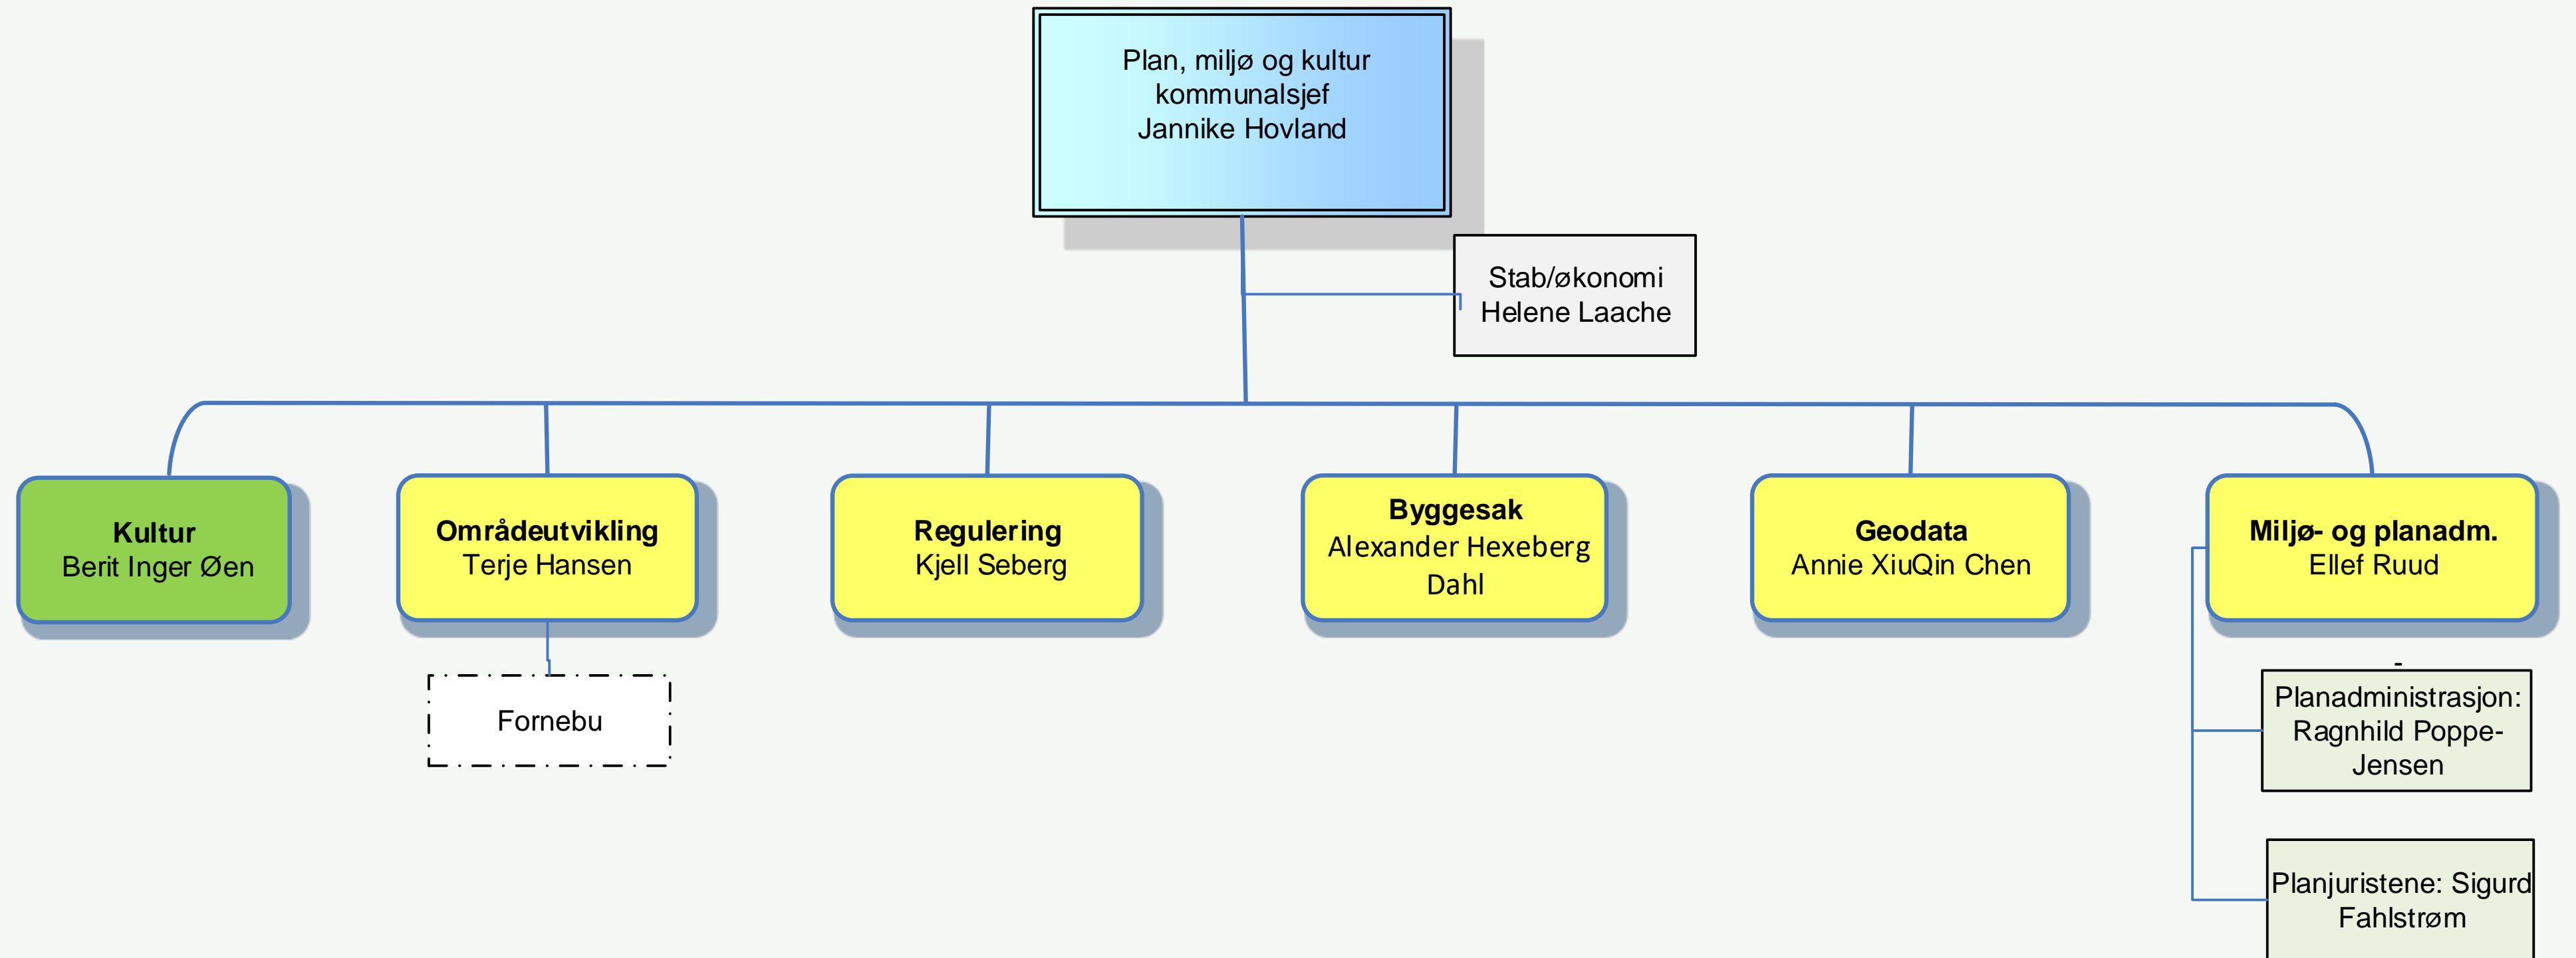 Plan, miljø og kultur
kommunalsjef
Jannike Hovland
Stab/økonomi
Helene Laache
Kultur
Berit Inger Øen
Områdeutvikling
Terje Hansen
Regulering
Kjell Seberg
Byggesak
Alexander Hexeberg
Dahl
Geodata
Annie XiuQin Chen
Miljø- og planadm.
Ellef Ruud
Fornebu
-
Planadministrasjon:
Ragnhild Poppe-
Jensen
Planjuristene: Sigurd
Fahlstrøm